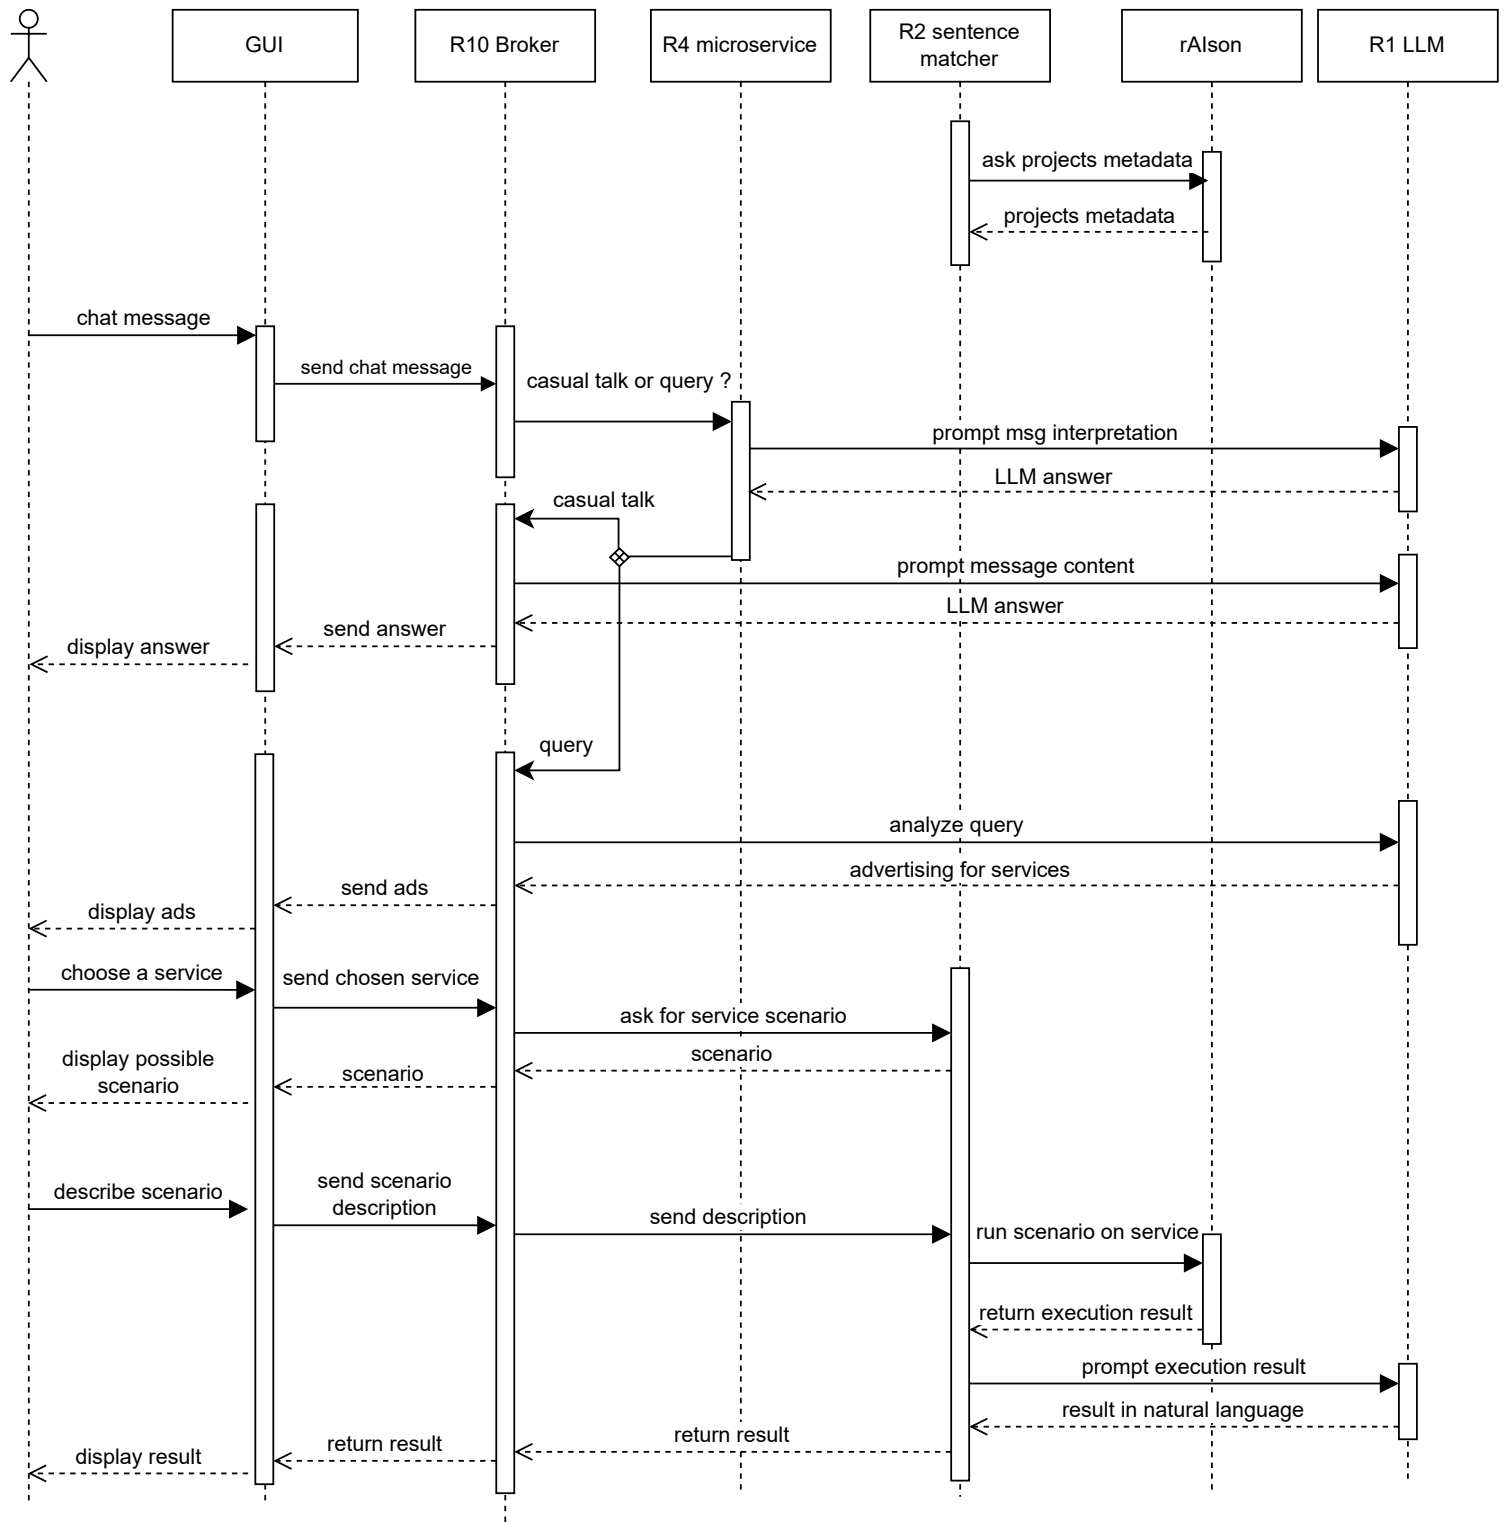 GUI
R10 Broker
R4 microservice
R2 sentence
matcher
rAIson
R1 LLM
ask projects metadata
projects metadata
chat message
send chat message
casual talk or query ?
prompt msg interpretation
LLM answer
casual talk
prompt message content
LLM answer
send answer
display answer
query
analyze query
advertising for services
send ads
display ads
choose a service
send chosen service
ask for service scenario
scenario
display possible
scenario
scenario
describe scenario
send scenario
description
send description
run scenario on service
return execution result
prompt execution result
result in natural language
return result
return result
display result